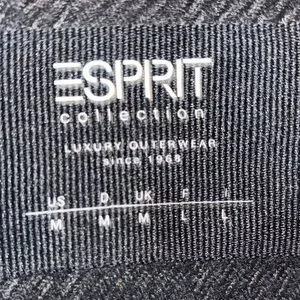 ESPRIT
collection
LUXURY OUTERWEAR
since 1968
US D UK F I
M M M L L